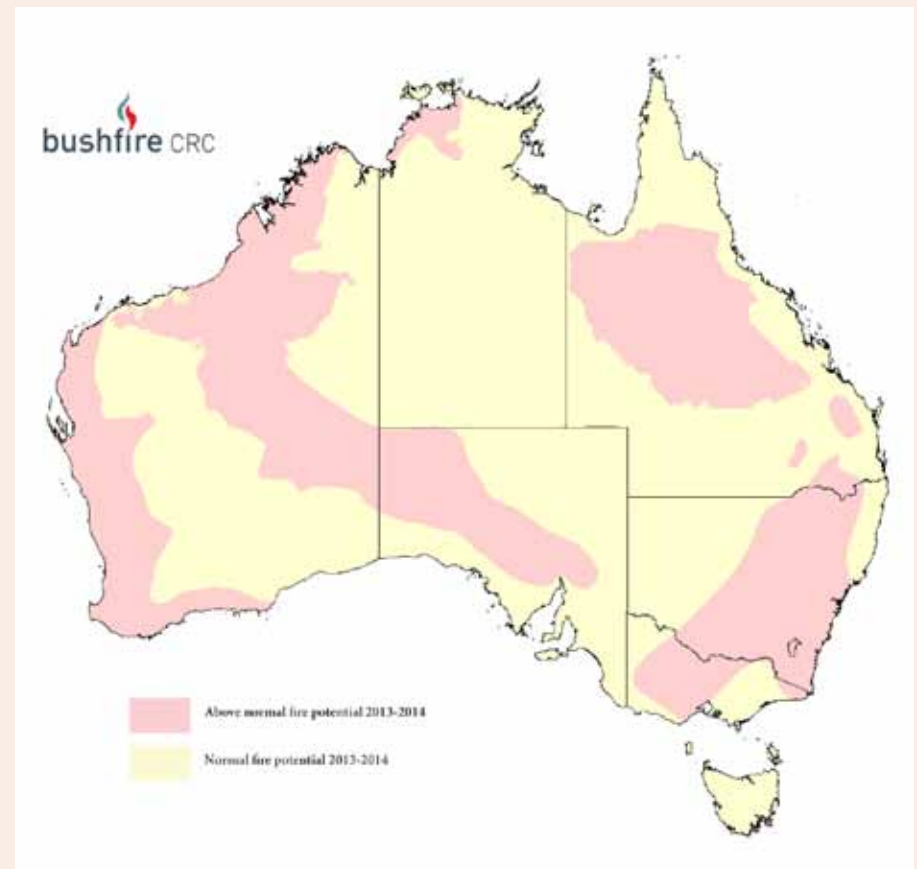 bushfire CRC
Above normal fire potential 2013-2014
Normal fire potential 2013-2014